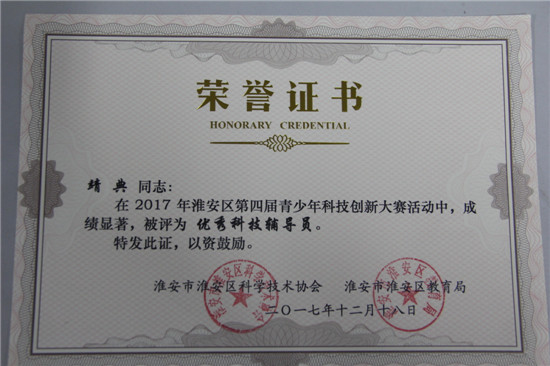 荣誉证书
HONORARY CREDENTIAL
靖典 同志：
在 2017 年淮安区第四届青少年科技创新大赛活动中，成
绩显著，被评为 优秀科技辅导员。
特发此证，以资鼓励。
淮安市淮安区科学技术协会 淮安市淮安区教育局
二○一七年十二月十八日